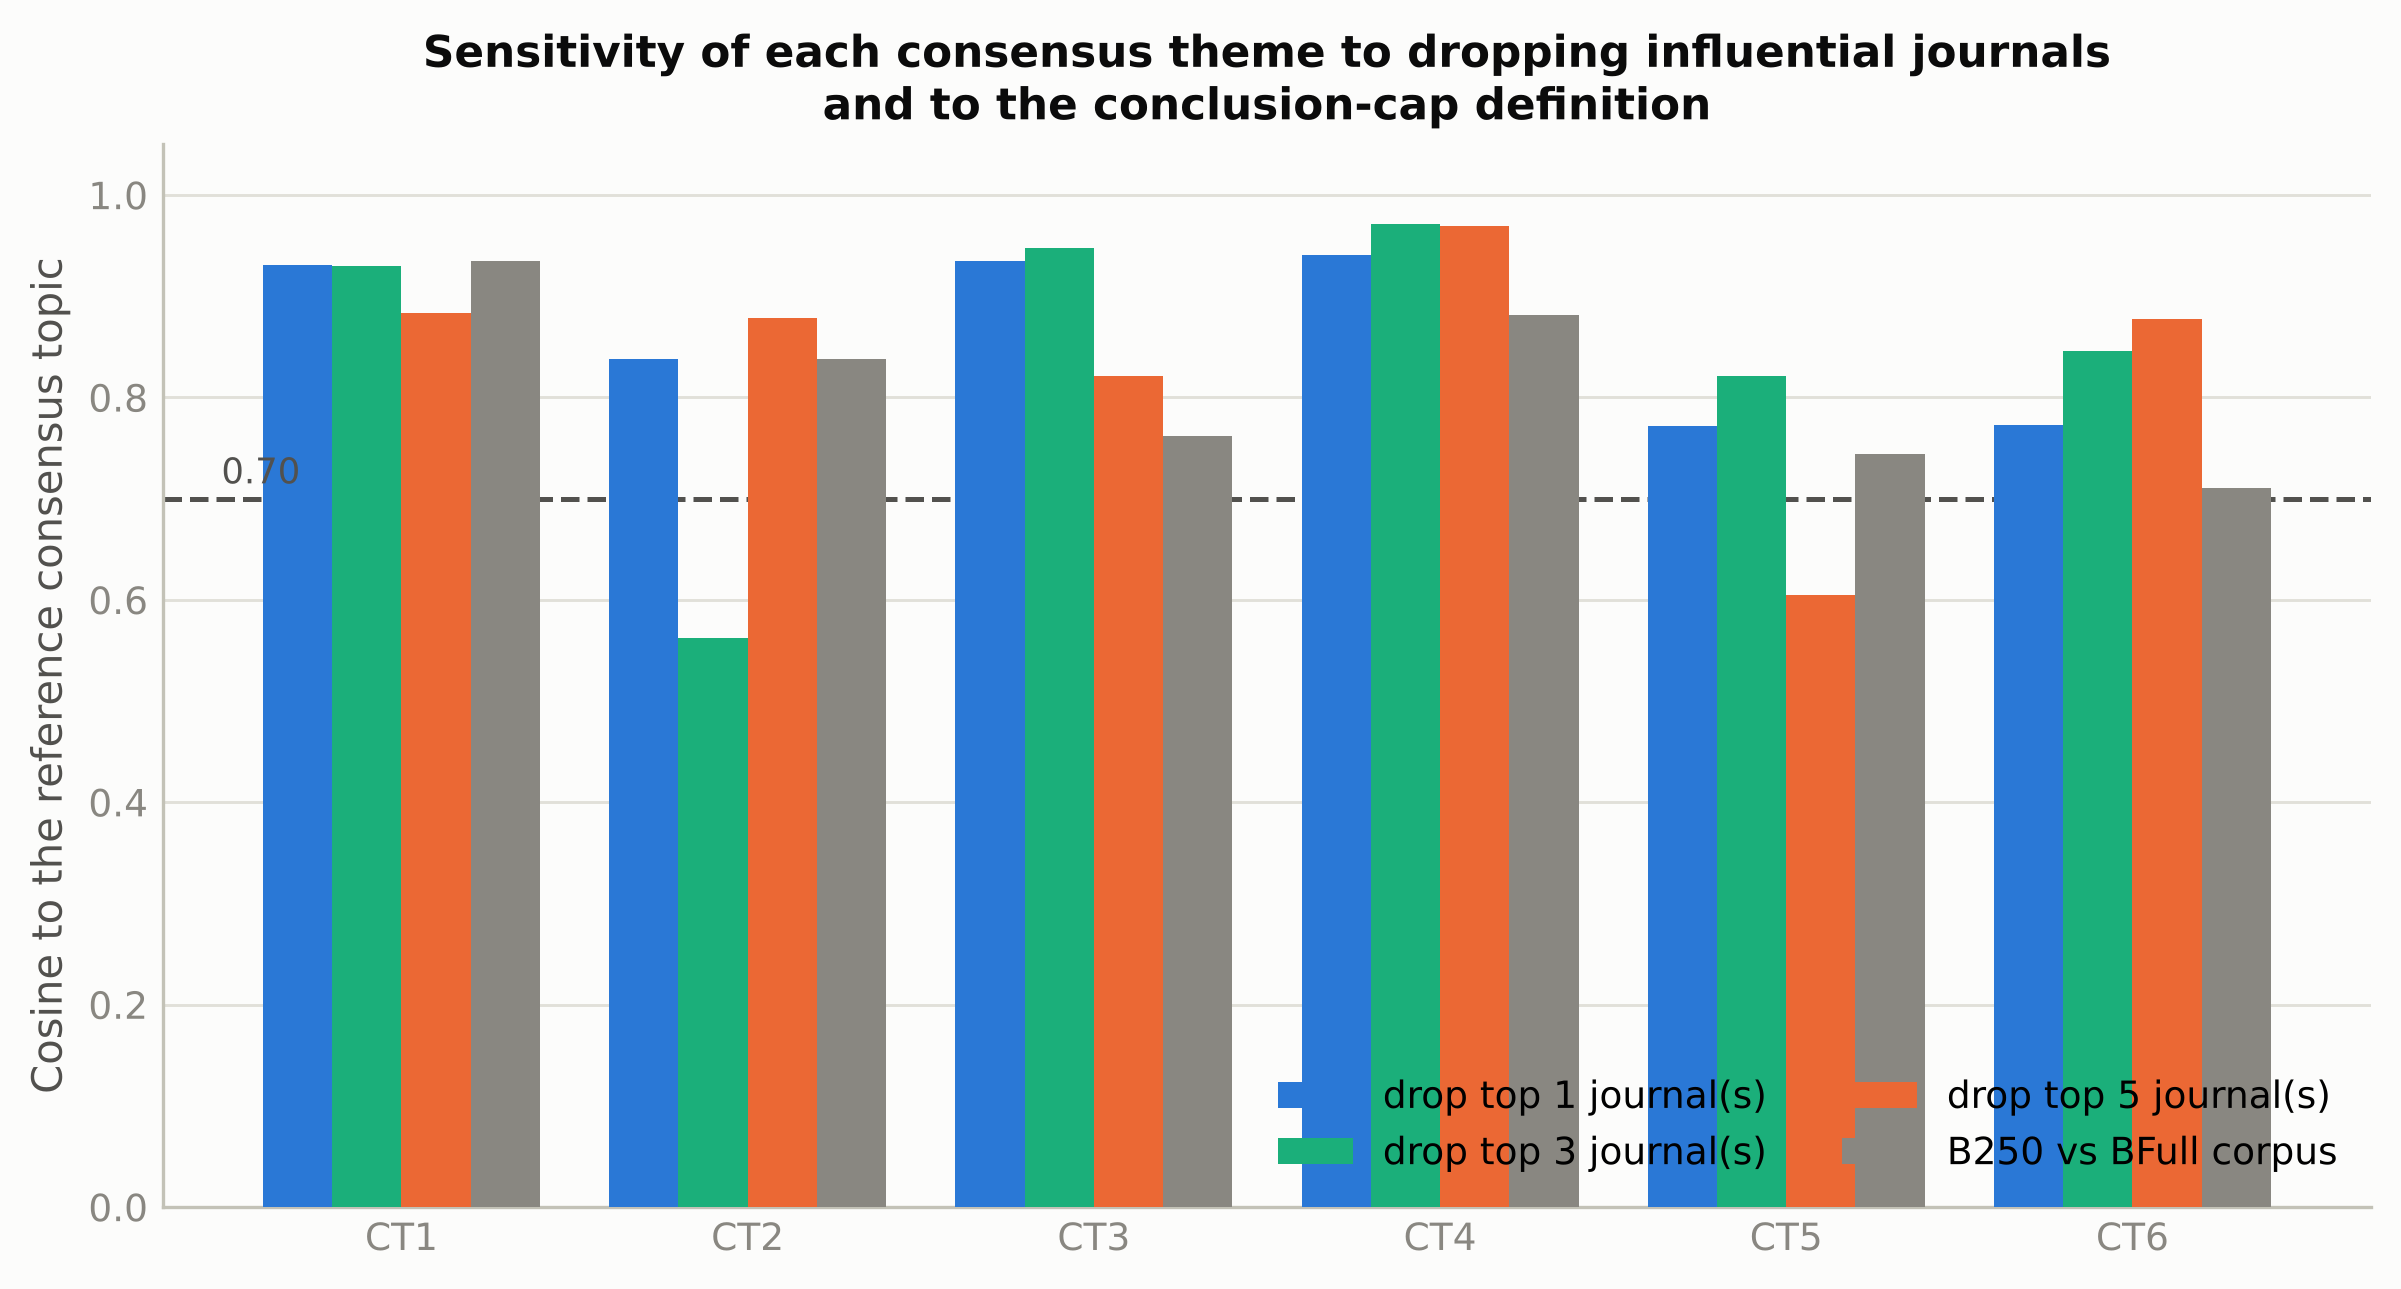 Sensitivity of each consensus theme to dropping influential journals
and to the conclusion-cap definition
Cosine to the reference consensus topic
1.0
0.8
0.70
0.6
0.4
0.2
0.0
drop top 1 journal(s)
drop top 3 journal(s)
drop top 5 journal(s)
B250 vs BFull corpus
CT1 CT2 CT3 CT4 CT5 CT6